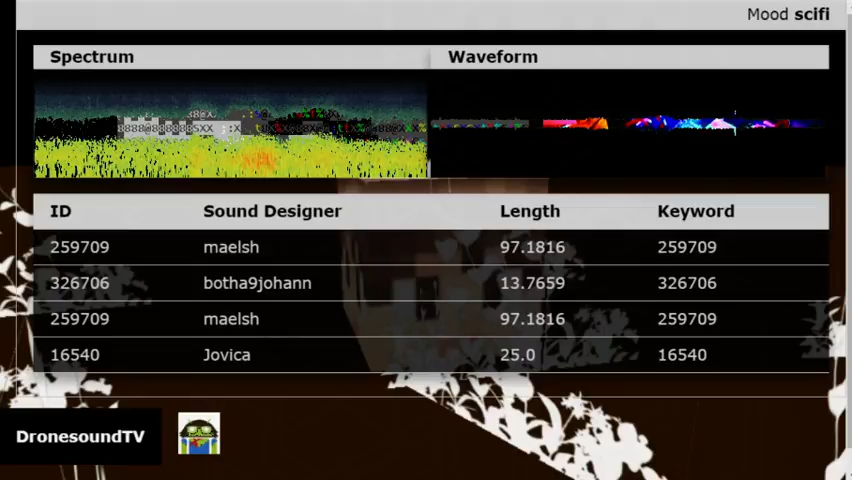 Mood scifi
Spectrum Waveform
ID Sound Designer Length Keyword
259709 maelsh 97.1816 259709
326706 botha9johann 13.7659 326706
259709 maelsh 97.1816 259709
16540 Jovica 25.0 16540
DronesoundTV